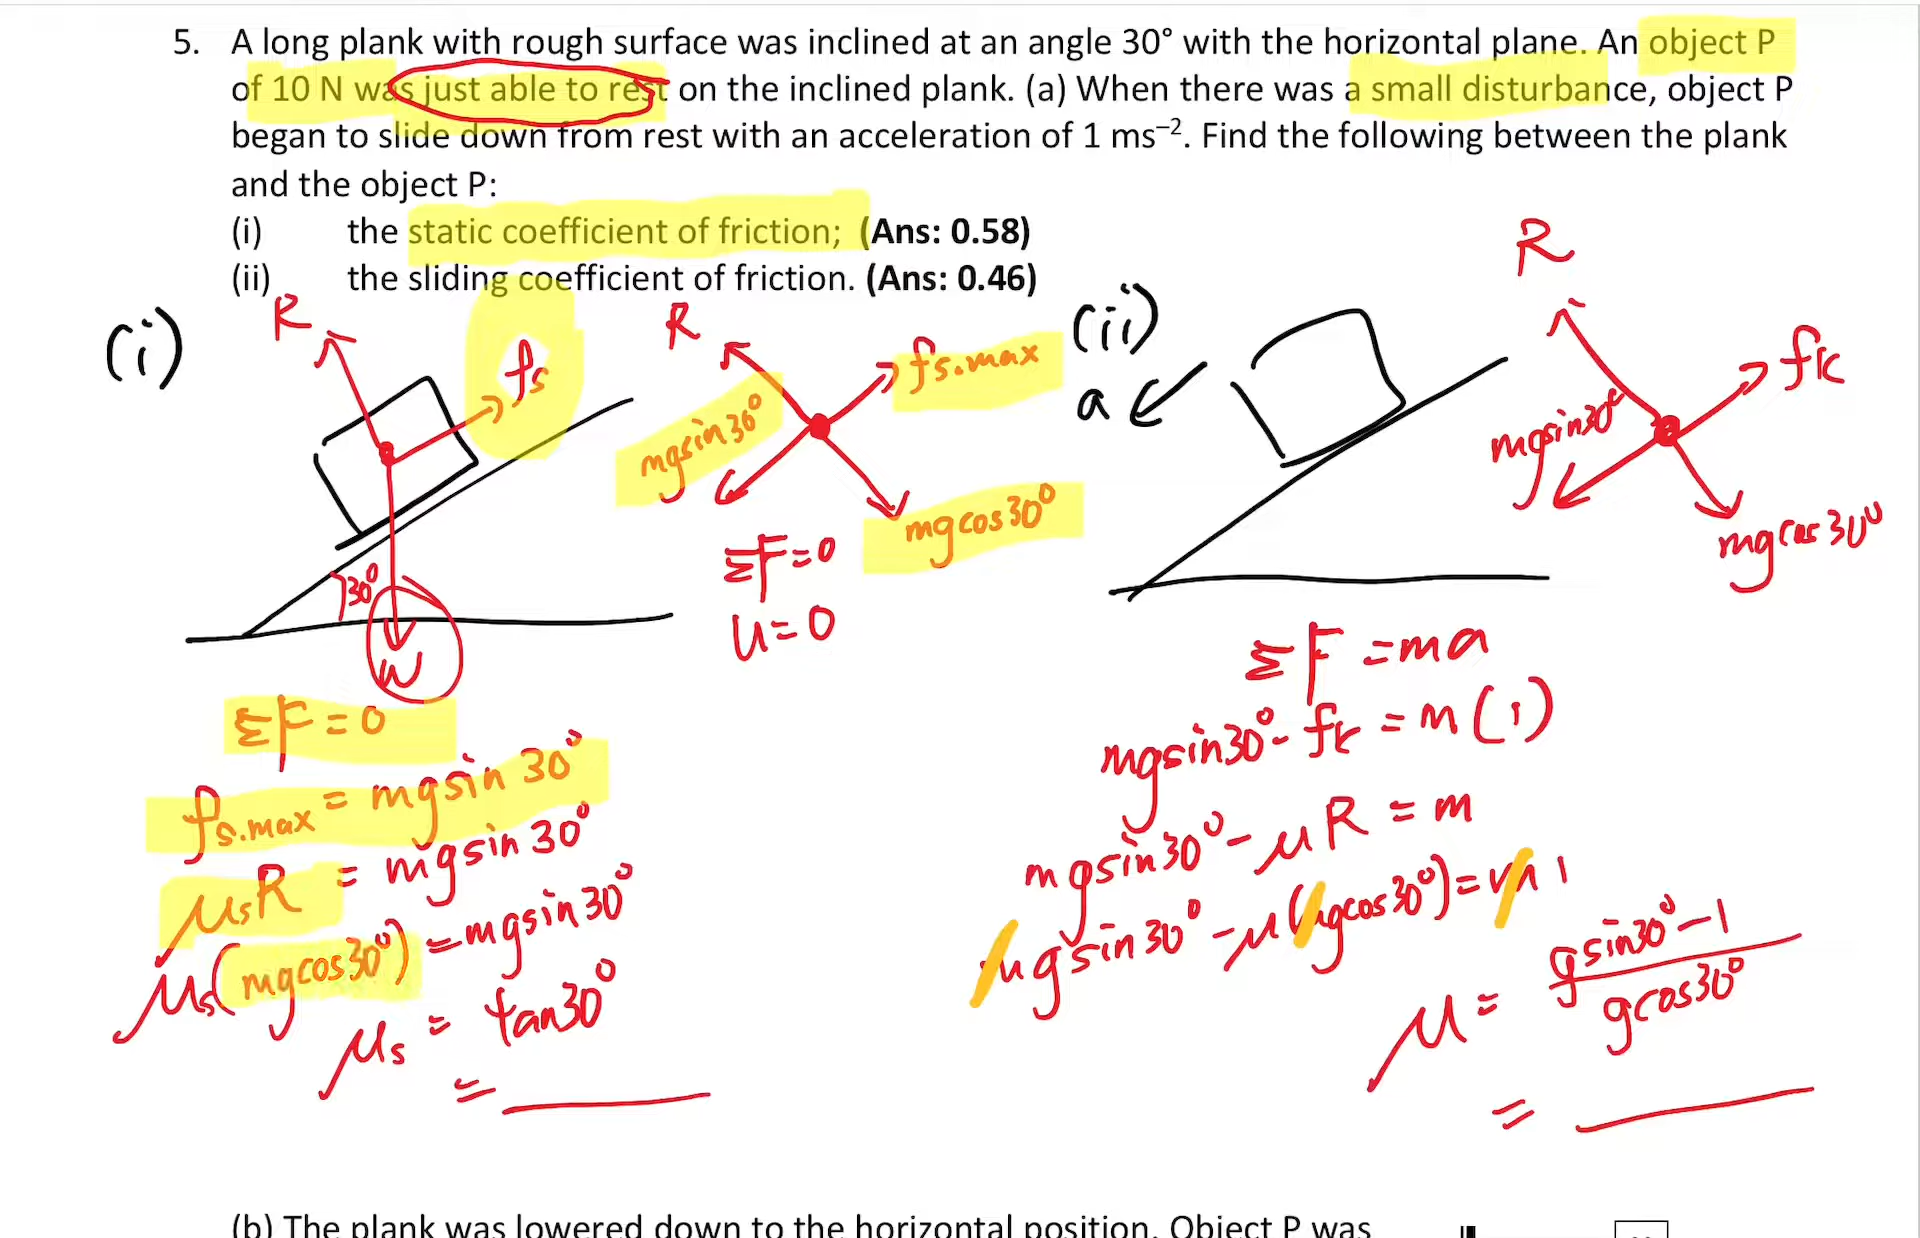 5. A long plank with rough surface was inclined at an angle 30° with the horizontal plane. An object P
of 10 N was just able to rest on the inclined plank. (a) When there was a small disturbance, object P
began to slide down from rest with an acceleration of 1 ms⁻². Find the following between the plank
and the object P:
(i) the static coefficient of friction; (Ans: 0.58)
(ii) the sliding coefficient of friction. (Ans: 0.46)
(i)
R
fs
30°
W
R
fs.max
mgsin30°
mgcos30°
ΣF=0
u=0
ΣF=0
fs.max = mgsin 30°
μsR = mgsin 30°
μs(mgcos30°) = mgsin30°
μs = tan30°
=
(ii)
a
R
fk
mgsin30°
mgcos30°
ΣF = ma
mgsin30° - fk = m(1)
mgsin30° - μR = m
mgsin30° - μ(mgcos30°) = m 1
μ = gsin30° - 1
gcos30°
=
(b) The plank was lowered down to the horizontal position. Object P was